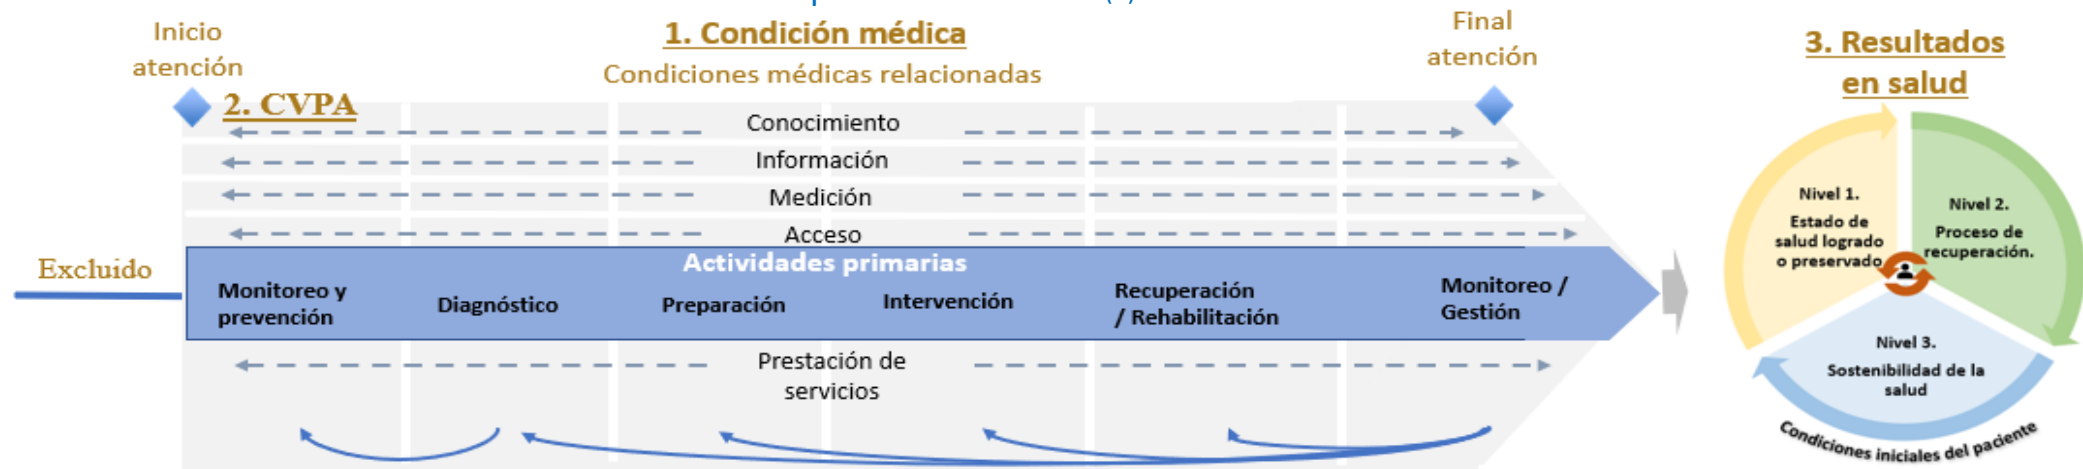 Inicio
atención
1. Condición médica
Condiciones médicas relacionadas
Final
atención
3. Resultados
en salud
2. CVPA
Conocimiento
Información
Medición
Acceso
Excluido
Actividades primarias
Monitoreo y
prevención
Diagnóstico
Preparación
Intervención
Recuperación
/ Rehabilitación
Monitoreo /
Gestión
Prestación de
servicios
Nivel 1.
Estado de
salud logrado
o preservado
Nivel 2.
Proceso de
recuperación.
Nivel 3.
Sostenibilidad de la
salud
Condiciones iniciales del paciente